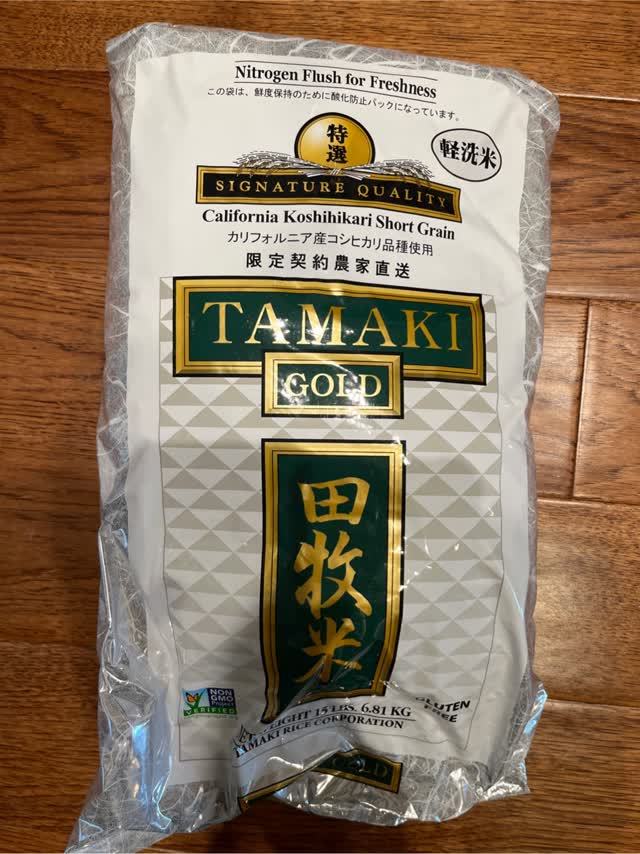 Nitrogen Flush for Freshness
この袋は、鮮度保持のために酸化防止パックになっています。
特選
軽洗米
SIGNATURE QUALITY
California Koshihikari Short Grain
カリフォルニア産コシヒカリ品種使用
限定契約農家直送
TAMAKI
GOLD
田牧米
NON
GMO
Project
VERIFIED
GLUTEN
FREE
15 LBS. 6.81 KG
TAMAKI RICE CORPORATION
GOLD